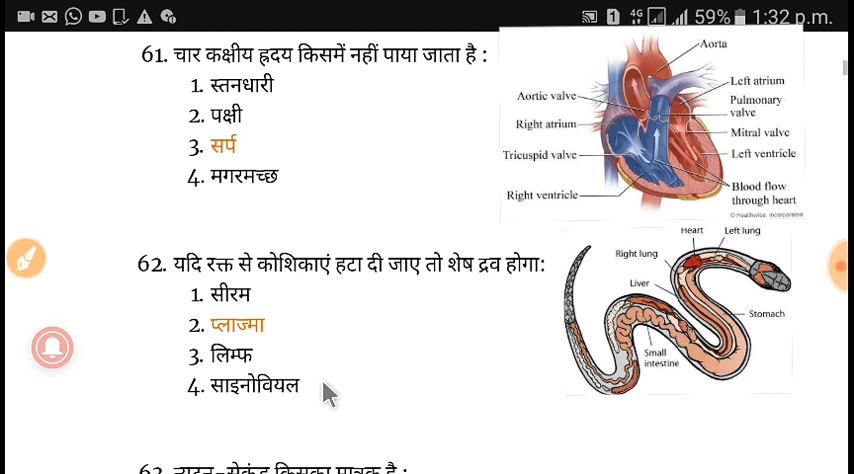 4G 59% 1:32 p.m.
61. चार कक्षीय ह्रदय किसमें नहीं पाया जाता है :
1. स्तनधारी
2. पक्षी
3. सर्प
4. मगरमच्छ
Aorta
Left atrium
Aortic valve
Pulmonary
valve
Right atrium
Mitral valve
Tricuspid valve
Left ventricle
Right ventricle
Blood flow
through heart
© Healthwise, Incorporated
62. यदि रक्त से कोशिकाएं हटा दी जाए तो शेष द्रव होगा:
1. सीरम
2. प्लाज्मा
3. लिम्फ
4. साइनोवियल
Heart
Left lung
Right lung
Liver
Stomach
Small
intestine